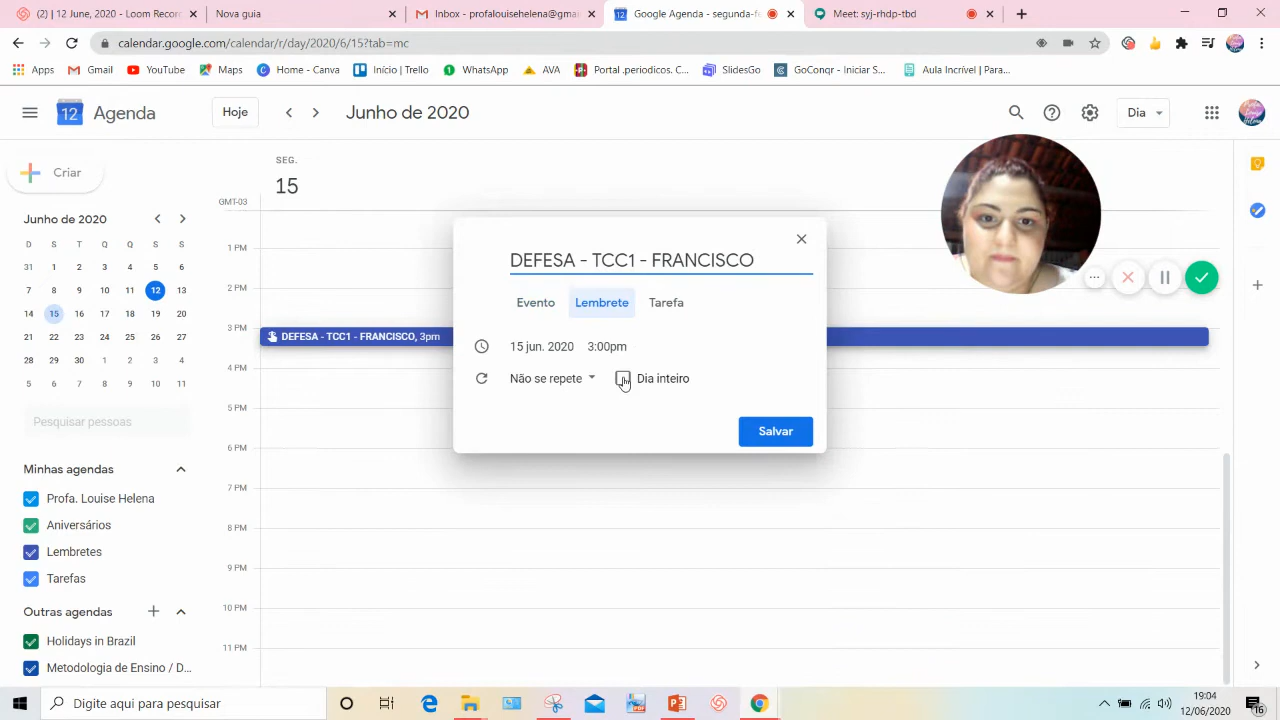 12 June, 2020 - Loom Recor
Nova guia
Inbox - profalouisehelena@gmai
Google Agenda - segunda-fe
Meet: syj-rhdp-tbd
calendar.google.com/calendar/r/day/2020/6/15?tab=mc
Apps
Gmail
YouTube
Maps
Home - Canva
Início | Trello
WhatsApp
AVA
Portal .periodicos. C...
SlidesGo
GoConqr - Iniciar S...
Aula Incrível | Para...
12
Agenda
Hoje
Junho de 2020
Dia
Criar
SEG.
15
GMT-03
Junho de 2020
D S T Q Q S S
31 1 2 3 4 5 6
7 8 9 10 11 12 13
14 15 16 17 18 19 20
21 22 23 24 25 26 27
28 29 30 1 2 3 4
5 6 7 8 9 10 11
Pesquisar pessoas
Minhas agendas
Profa. Louise Helena
Aniversários
Lembretes
Tarefas
Outras agendas
Holidays in Brazil
Metodologia de Ensino / D...
1 PM
2 PM
3 PM
DEFESA - TCC1 - FRANCISCO, 3pm
4 PM
5 PM
6 PM
7 PM
8 PM
9 PM
10 PM
11 PM
DEFESA - TCC1 - FRANCISCO
Evento
Lembrete
Tarefa
15 jun. 2020 3:00pm
Não se repete
Dia inteiro
Salvar
Digite aqui para pesquisar
19:04
12/06/2020
16